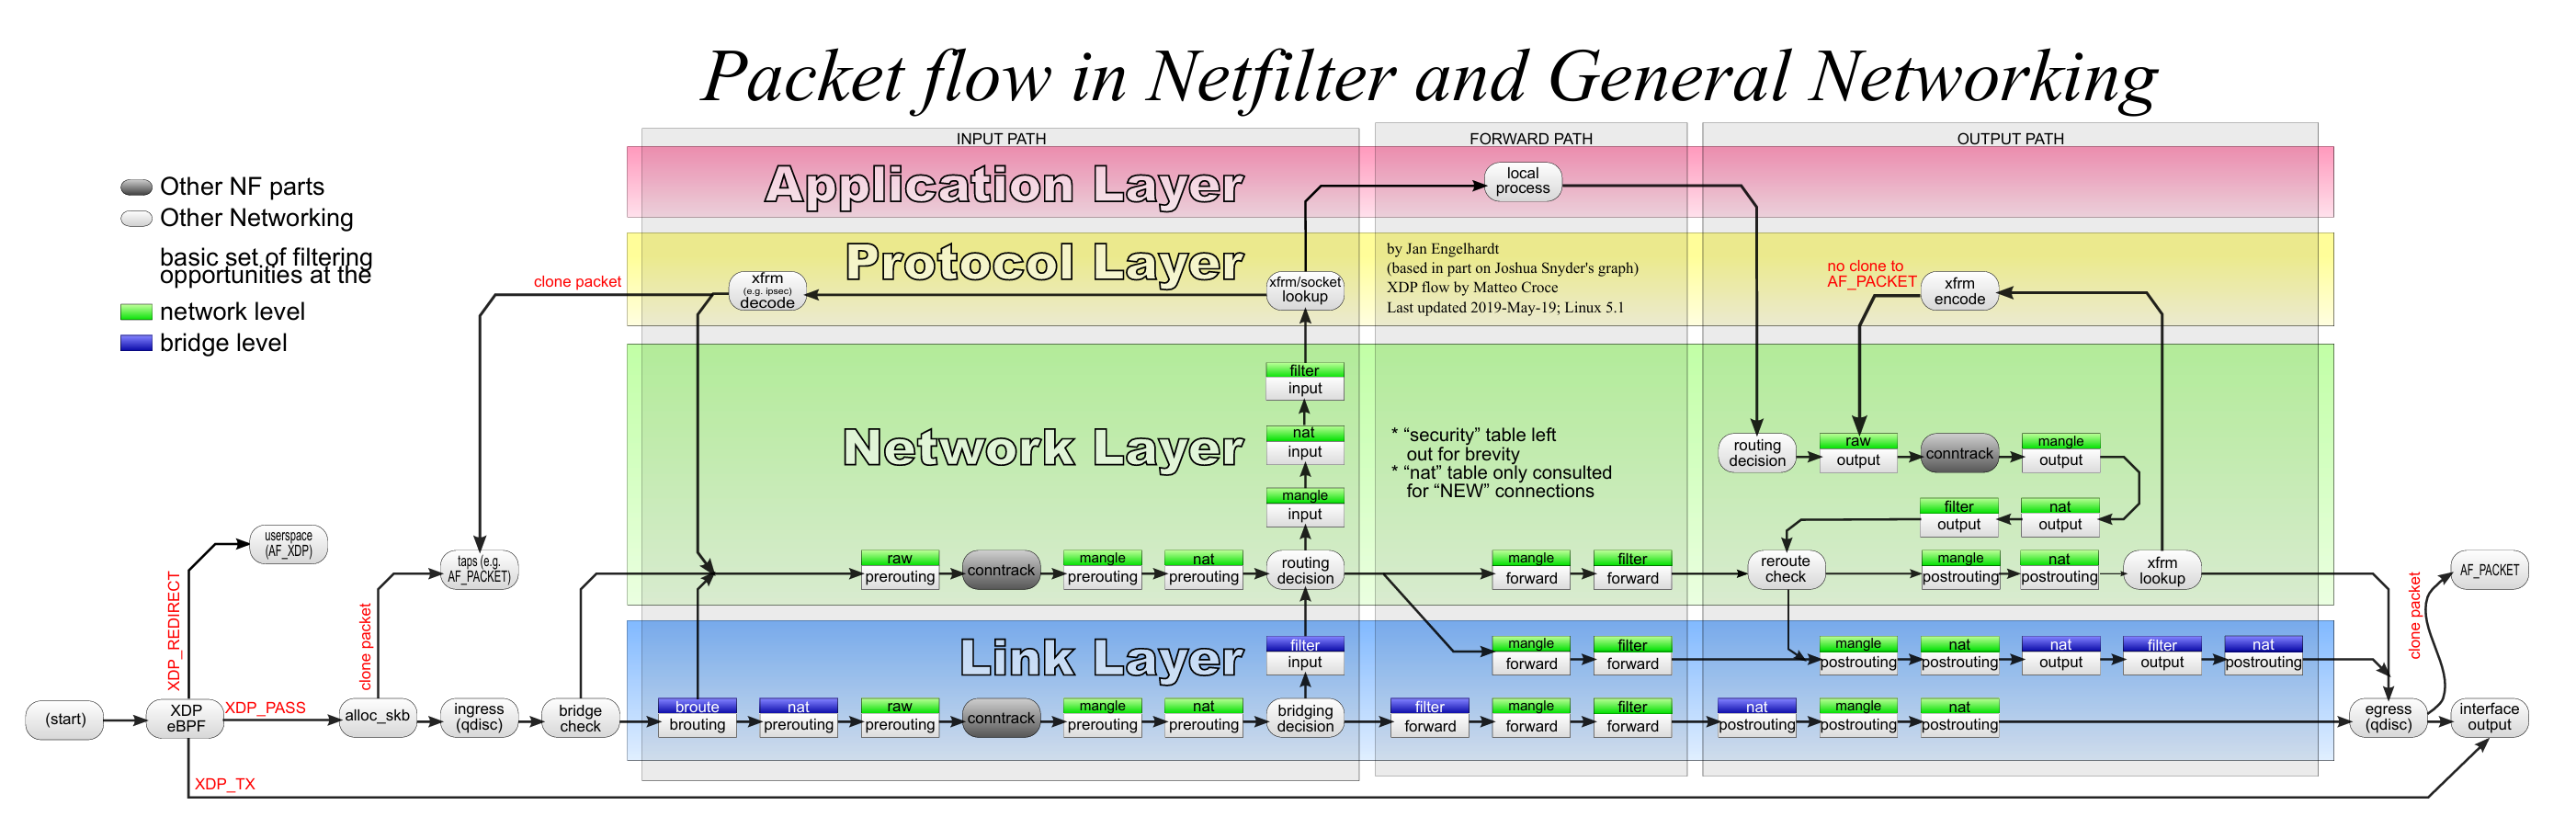 Packet flow in Netfilter and General Networking
INPUT PATH
FORWARD PATH
OUTPUT PATH
Other NF parts
Other Networking
basic set of filtering
opportunities at the
network level
bridge level
Application Layer
local
process
Protocol Layer
clone packet
xfrm
(e.g. ipsec)
decode
xfrm/socket
lookup
by Jan Engelhardt
(based in part on Joshua Snyder's graph)
XDP flow by Matteo Croce
Last updated 2019-May-19; Linux 5.1
no clone to
AF_PACKET
xfrm
encode
Network Layer
filter
input
nat
input
mangle
input
* “security” table left
out for brevity
* “nat” table only consulted
for “NEW” connections
routing
decision
raw
output
conntrack
mangle
output
filter
output
nat
output
userspace
(AF_XDP)
taps (e.g.
AF_PACKET)
raw
prerouting
conntrack
mangle
prerouting
nat
prerouting
routing
decision
mangle
forward
filter
forward
reroute
check
mangle
postrouting
nat
postrouting
xfrm
lookup
AF_PACKET
XDP_REDIRECT
clone packet
clone packet
Link Layer
filter
input
mangle
forward
filter
forward
mangle
postrouting
nat
postrouting
nat
output
filter
output
nat
postrouting
(start)
XDP
eBPF
XDP_PASS
alloc_skb
ingress
(qdisc)
bridge
check
broute
brouting
nat
prerouting
raw
prerouting
conntrack
mangle
prerouting
nat
prerouting
bridging
decision
filter
forward
mangle
forward
filter
forward
nat
postrouting
mangle
postrouting
nat
postrouting
egress
(qdisc)
interface
output
XDP_TX